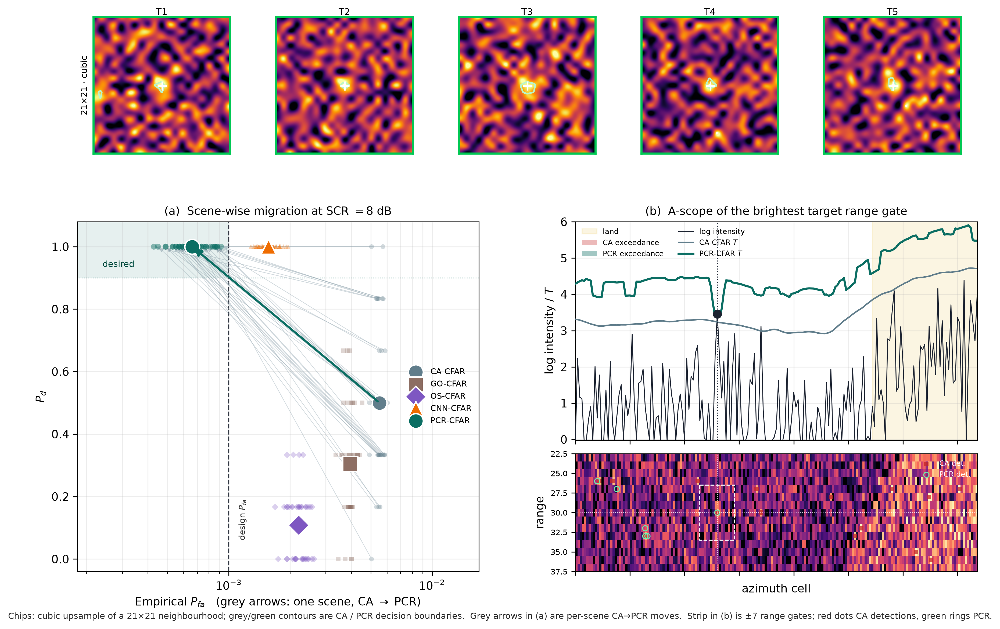 T1
T2
T3
T4
T5
21×21 · cubic
(a) Scene-wise migration at SCR = 8 dB
1.0
0.8
0.6
0.4
0.2
0.0
P_d
desired
design P_fa
CA-CFAR
GO-CFAR
OS-CFAR
CNN-CFAR
PCR-CFAR
10⁻³
10⁻²
Empirical P_fa (grey arrows: one scene, CA → PCR)
(b) A-scope of the brightest target range gate
6
5
4
3
2
1
0
log intensity / T
land
CA exceedance
PCR exceedance
log intensity
CA-CFAR T
PCR-CFAR T
22.5
25.0
27.5
30.0
32.5
35.0
37.5
range
CA det.
PCR det.
azimuth cell
Chips: cubic upsample of a 21×21 neighbourhood; grey/green contours are CA / PCR decision boundaries. Grey arrows in (a) are per-scene CA→PCR moves. Strip in (b) is ±7 range gates; red dots CA detections, green rings PCR.